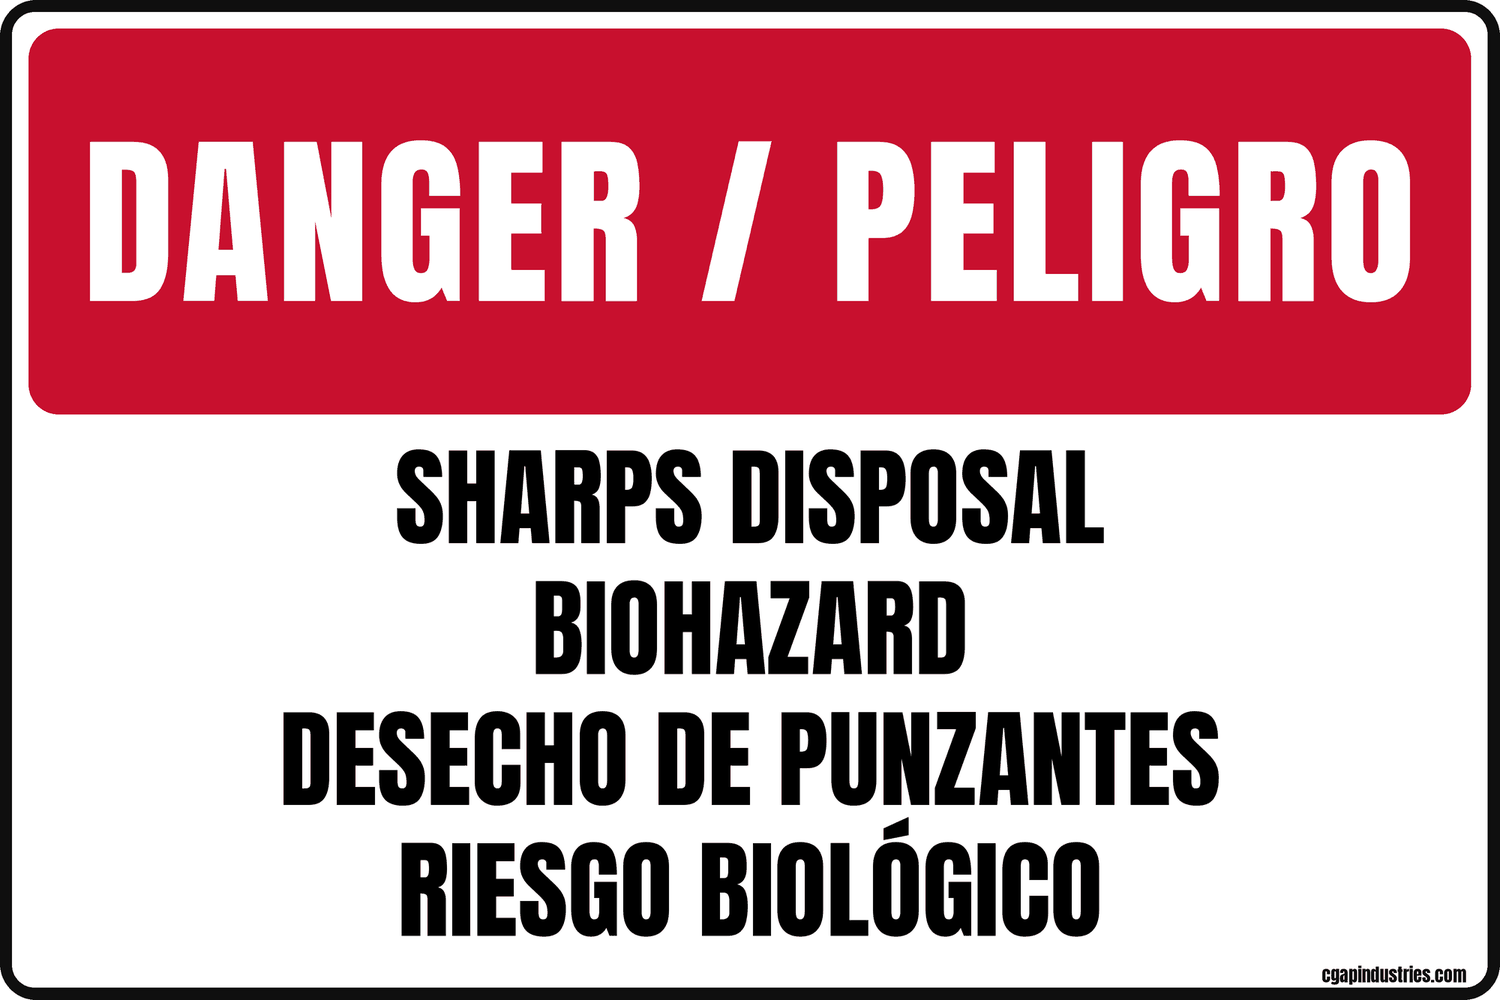 DANGER / PELIGRO
SHARPS DISPOSAL
BIOHAZARD
DESECHO DE PUNZANTES
RIESGO BIOLÓGICO
cgapindustries.com